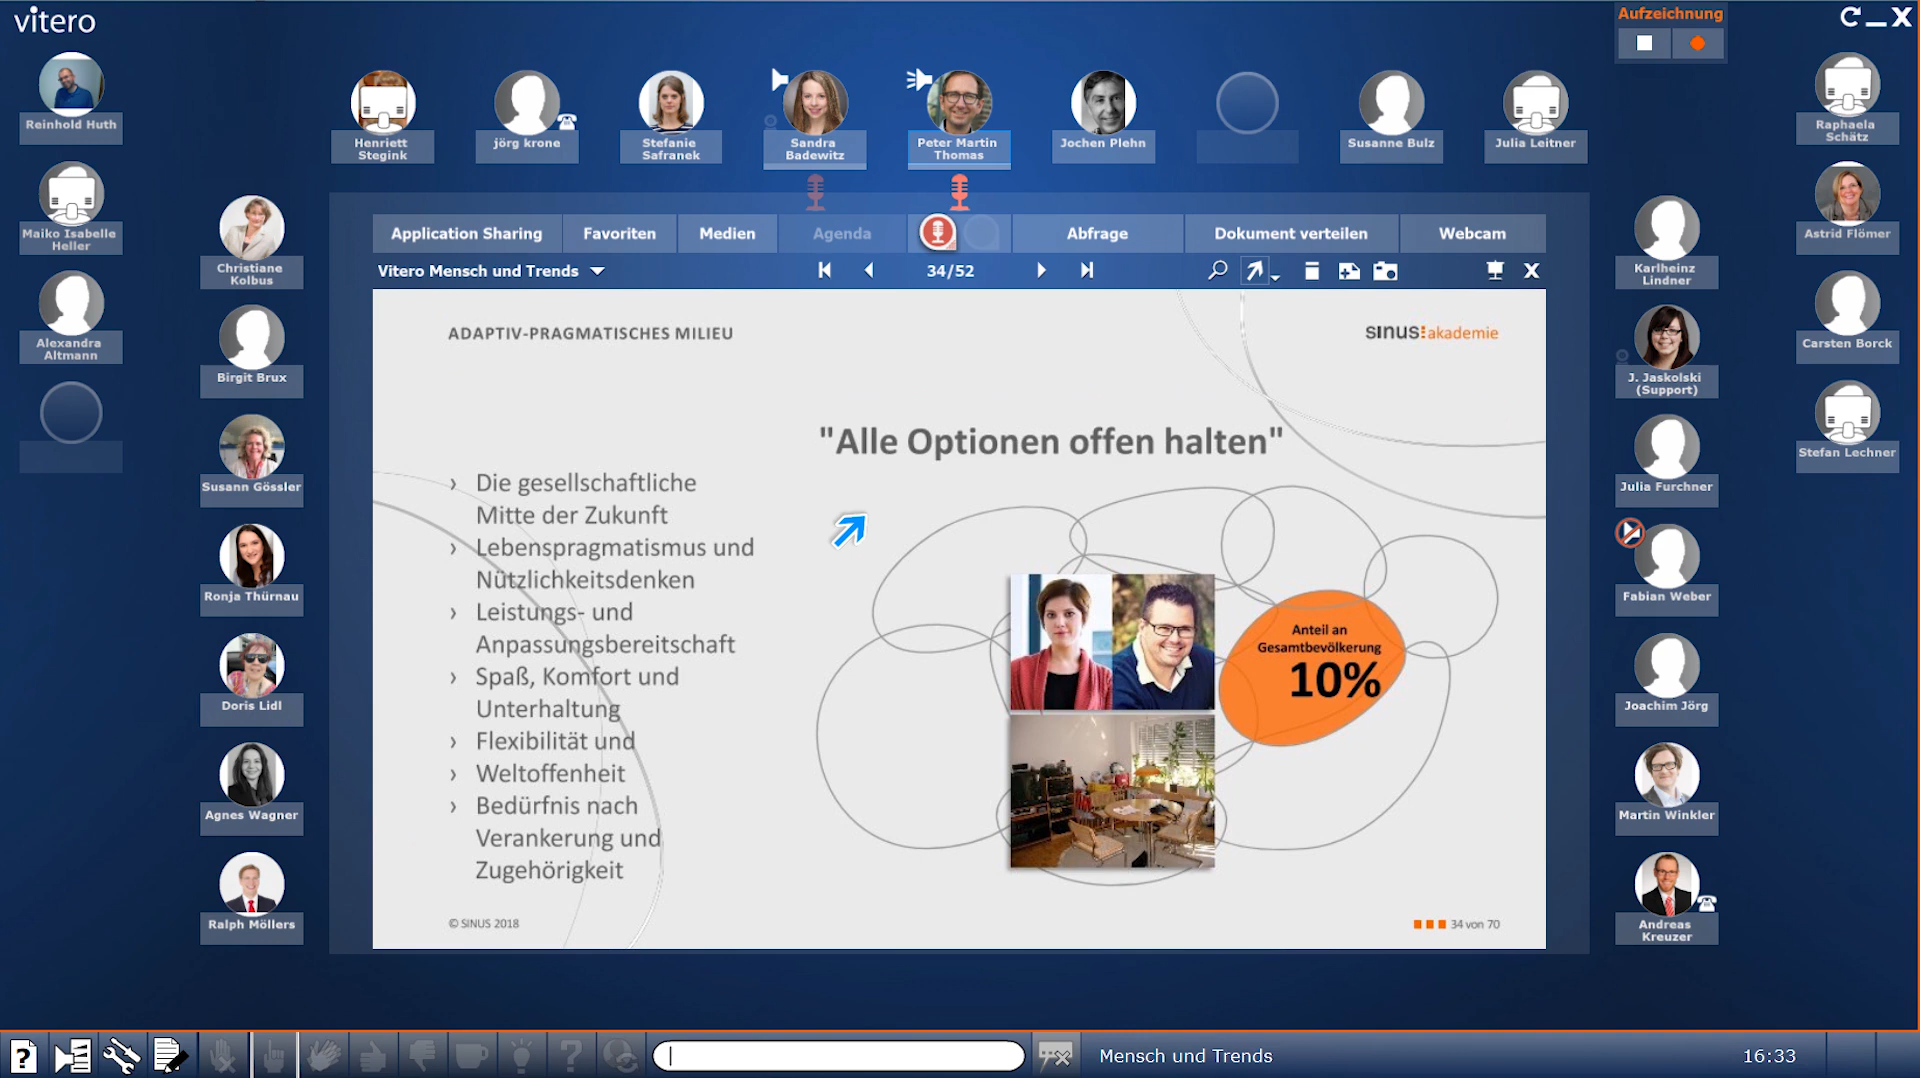 vitero
Aufzeichnung
Reinhold Huth
Maiko Isabelle
Heller
Alexandra
Altmann
Henriett
Stegink
jörg krone
Stefanie
Safranek
Sandra
Badewitz
Peter Martin
Thomas
Jochen Plehn
Susanne Bulz
Julia Leitner
Raphaela
Schätz
Astrid Flömer
Carsten Borck
Stefan Lechner
Christiane
Kolbus
Birgit Brux
Susann Gössler
Ronja Thürnau
Doris Lidl
Agnes Wagner
Ralph Möllers
Karlheinz
Lindner
J. Jaskolski
(Support)
Julia Furchner
Fabian Weber
Joachim Jörg
Martin Winkler
Andreas
Kreuzer
Application Sharing
Favoriten
Medien
Agenda
Abfrage
Dokument verteilen
Webcam
Vitero Mensch und Trends
34/52
ADAPTIV-PRAGMATISCHES MILIEU
sinus:akademie
"Alle Optionen offen halten"
› Die gesellschaftliche
Mitte der Zukunft
› Lebenspragmatismus und
Nützlichkeitsdenken
› Leistungs- und
Anpassungsbereitschaft
› Spaß, Komfort und
Unterhaltung
› Flexibilität und
› Weltoffenheit
› Bedürfnis nach
Verankerung und
Zugehörigkeit
Anteil an
Gesamtbevölkerung
10%
© SINUS 2018
34 von 70
Mensch und Trends
16:33